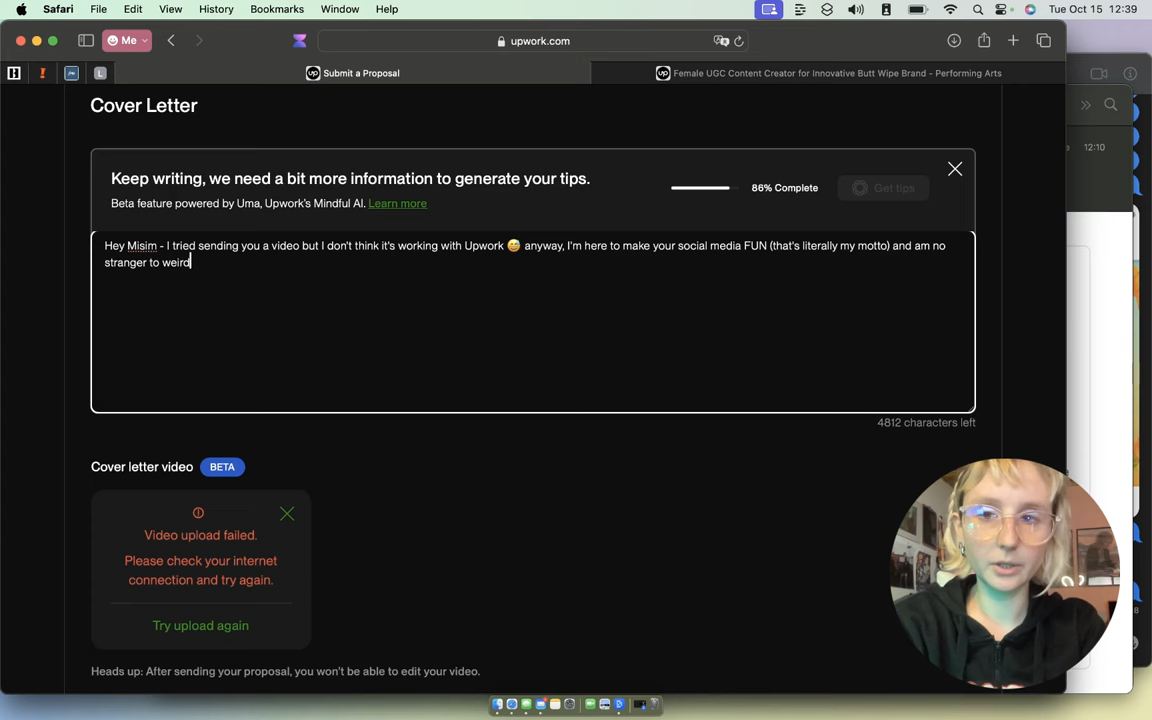 Safari File Edit View History Bookmarks Window Help Tue Oct 15 12:39
Me upwork.com
L up Submit a Proposal up Female UGC Content Creator for Innovative Butt Wipe Brand - Performing Arts
12:10
Cover Letter
Keep writing, we need a bit more information to generate your tips.
86% Complete Get tips
Beta feature powered by Uma, Upwork's Mindful AI. Learn more
Hey Misim - I tried sending you a video but I don't think it's working with Upwork 😅 anyway, I'm here to make your social media FUN (that's literally my motto) and am no
stranger to weird
4812 characters left
Cover letter video BETA
Video upload failed.
Please check your internet
connection and try again.
Try upload again
Heads up: After sending your proposal, you won't be able to edit your video.